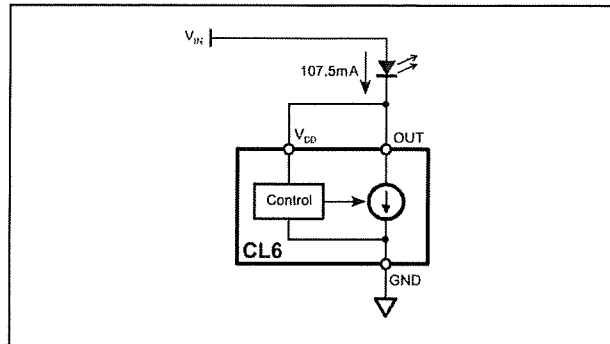 V_IN
107.5mA
V_DD
OUT
Control
CL6
GND